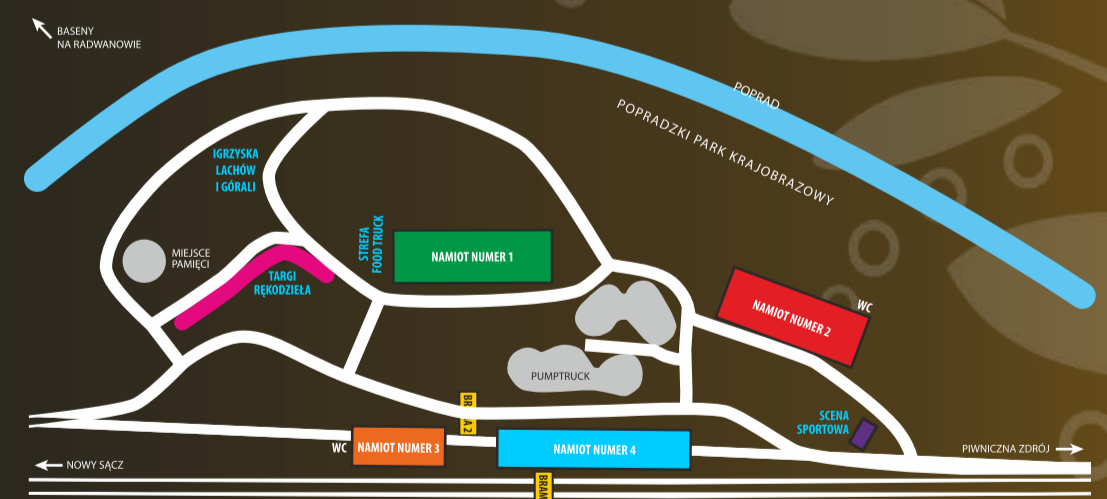 BASENY
NA RADWANOWIE
POPRAD
POPRADZKI PARK KRAJOBRAZOWY
IGRZYSKA
LACHÓW
I GÓRALI
MIEJSCE
PAMIĘCI
STREFA
FOOD TRUCK
NAMIOT NUMER 1
TARGI
RĘKODZIEŁA
NAMIOT NUMER 2
WC
PUMPTRUCK
SCENA
SPORTOWA
WC
NAMIOT NUMER 3
NAMIOT NUMER 4
PIWNICZNA ZDRÓJ
NOWY SĄCZ